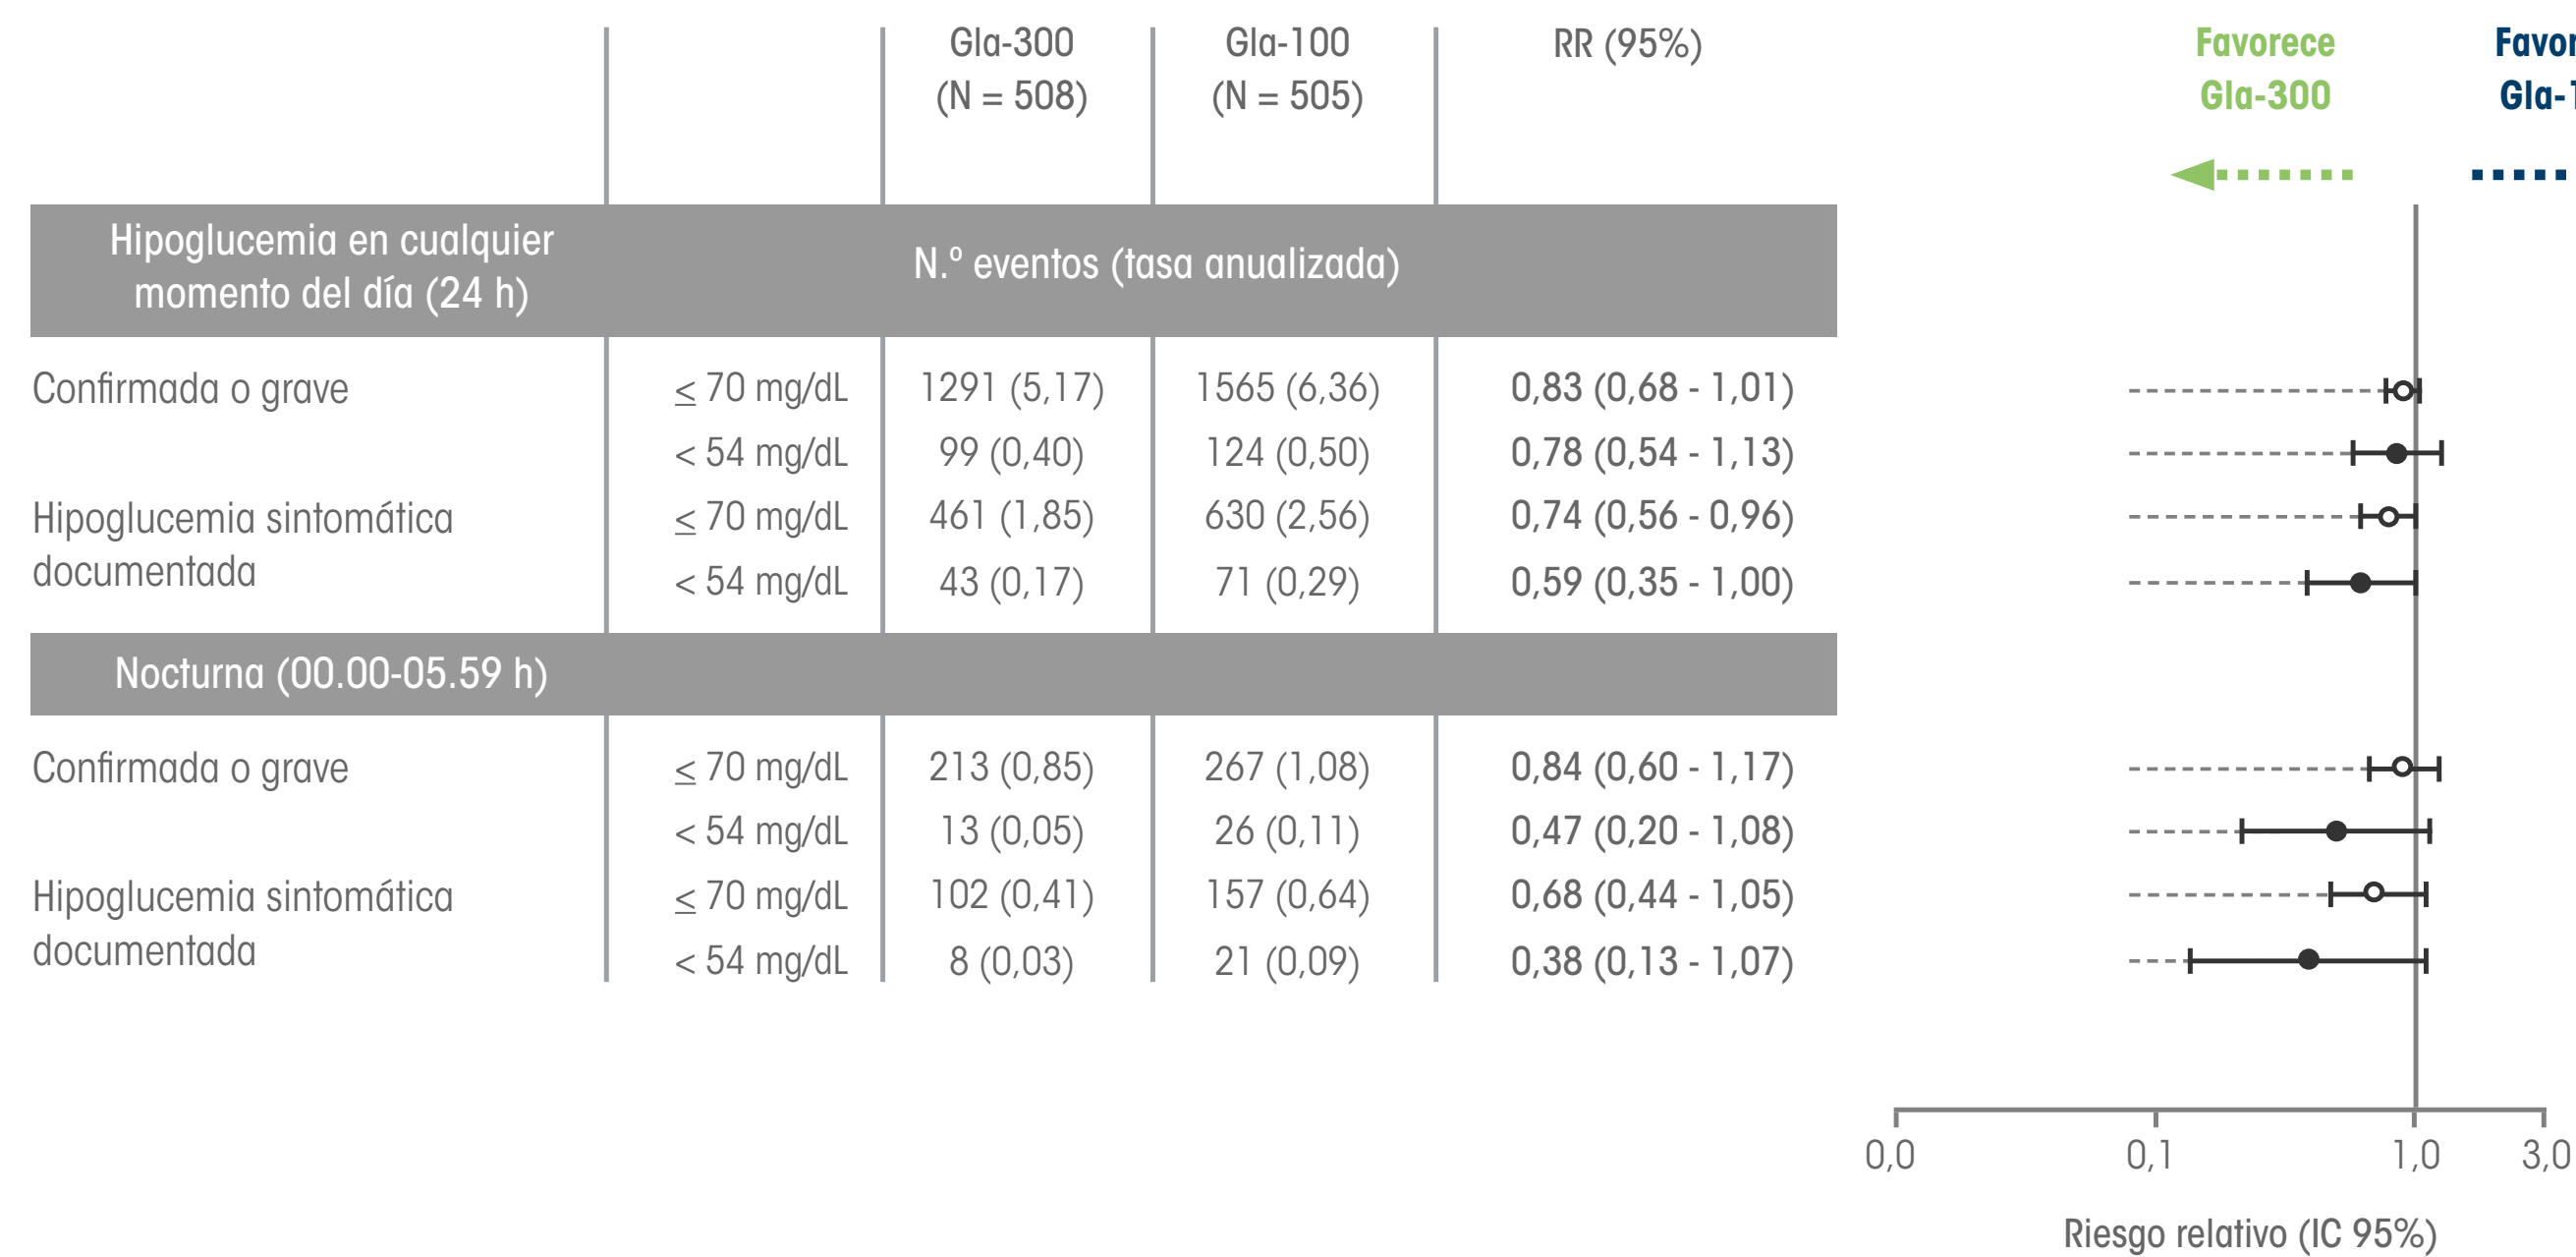 Gla-300 Gla-100 RR (95%) Favorece Favor
(N = 508) (N = 505) Gla-300 Gla-1
Hipoglucemia en cualquier
momento del día (24 h)
N.º eventos (tasa anualizada)
Confirmada o grave ≤ 70 mg/dL 1291 (5,17) 1565 (6,36) 0,83 (0,68 - 1,01)
< 54 mg/dL 99 (0,40) 124 (0,50) 0,78 (0,54 - 1,13)
Hipoglucemia sintomática ≤ 70 mg/dL 461 (1,85) 630 (2,56) 0,74 (0,56 - 0,96)
documentada < 54 mg/dL 43 (0,17) 71 (0,29) 0,59 (0,35 - 1,00)
Nocturna (00.00-05.59 h)
Confirmada o grave ≤ 70 mg/dL 213 (0,85) 267 (1,08) 0,84 (0,60 - 1,17)
< 54 mg/dL 13 (0,05) 26 (0,11) 0,47 (0,20 - 1,08)
Hipoglucemia sintomática ≤ 70 mg/dL 102 (0,41) 157 (0,64) 0,68 (0,44 - 1,05)
documentada < 54 mg/dL 8 (0,03) 21 (0,09) 0,38 (0,13 - 1,07)
0,0 0,1 1,0 3,0
Riesgo relativo (IC 95%)